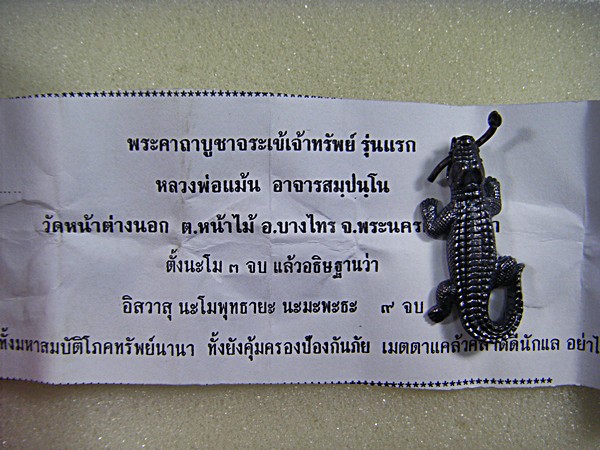 พระคาถาบูชาจระเข้เจ้าทรัพย์ รุ่นแรก
หลวงพ่อแม้น อาจารสมฺปนฺโน
วัดหน้าต่างนอก ต.หน้าไม้ อ.บางไทร จ.พระนคร
ตั้งนะโม ๓ จบ แล้วอธิษฐานว่า
อิสวาสุ นะโมพุทธายะ นะมะพะธะ ๙ จบ
ทั้งมหาสมบัติโภคทรัพย์นานา ทั้งยังคุ้มครองป้องกันภัย เมตตาแคล้วคลาดดีนักแล